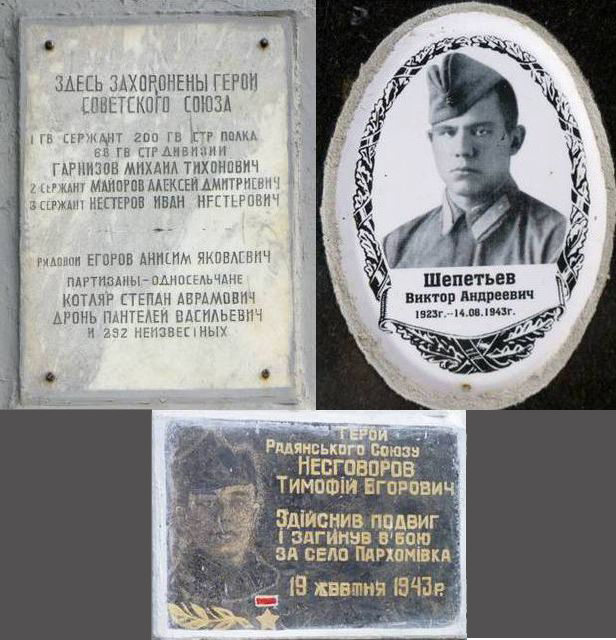 ЗДЕСЬ ЗАХОРОНЕНЫ ГЕРОИ
СОВЕТСКОГО СОЮЗА
1 ГВ СЕРЖАНТ 200 ГВ СТР ПОЛКА
68 ГВ СТР ДИВИЗИИ
ГАРНИЗОВ МИХАИЛ ТИХОНОВИЧ
2 СЕРЖАНТ МАЙОРОВ АЛЕКСЕЙ ДМИТРИЕВИЧ
3 СЕРЖАНТ НЕСТЕРОВ ИВАН НЕСТЕРОВИЧ
РЯДОВОЙ ЕГОРОВ АНИСИМ ЯКОВЛЕВИЧ
ПАРТИЗАНЫ-ОДНОСЕЛЬЧАНЕ
КОТЛЯР СТЕПАН АВРАМОВИЧ
ДРОНЬ ПАНТЕЛЕЙ ВАСИЛЬЕВИЧ
И 292 НЕИЗВЕСТНЫХ
Шепетьев
Виктор Андреевич
1923г.--14.08.1943г.
ГЕРОЙ
РАДЯНСЬКОГО СОЮЗУ
НЕСГОВОРОВ
ТИМОФІЙ ЕГОРОВИЧ
ЗДІЙСНИВ ПОДВИГ
І ЗАГИНУВ В'БОЮ
ЗА СЕЛО ПАРХОМІВКА
19 ЖОВТНЯ 1943Р.